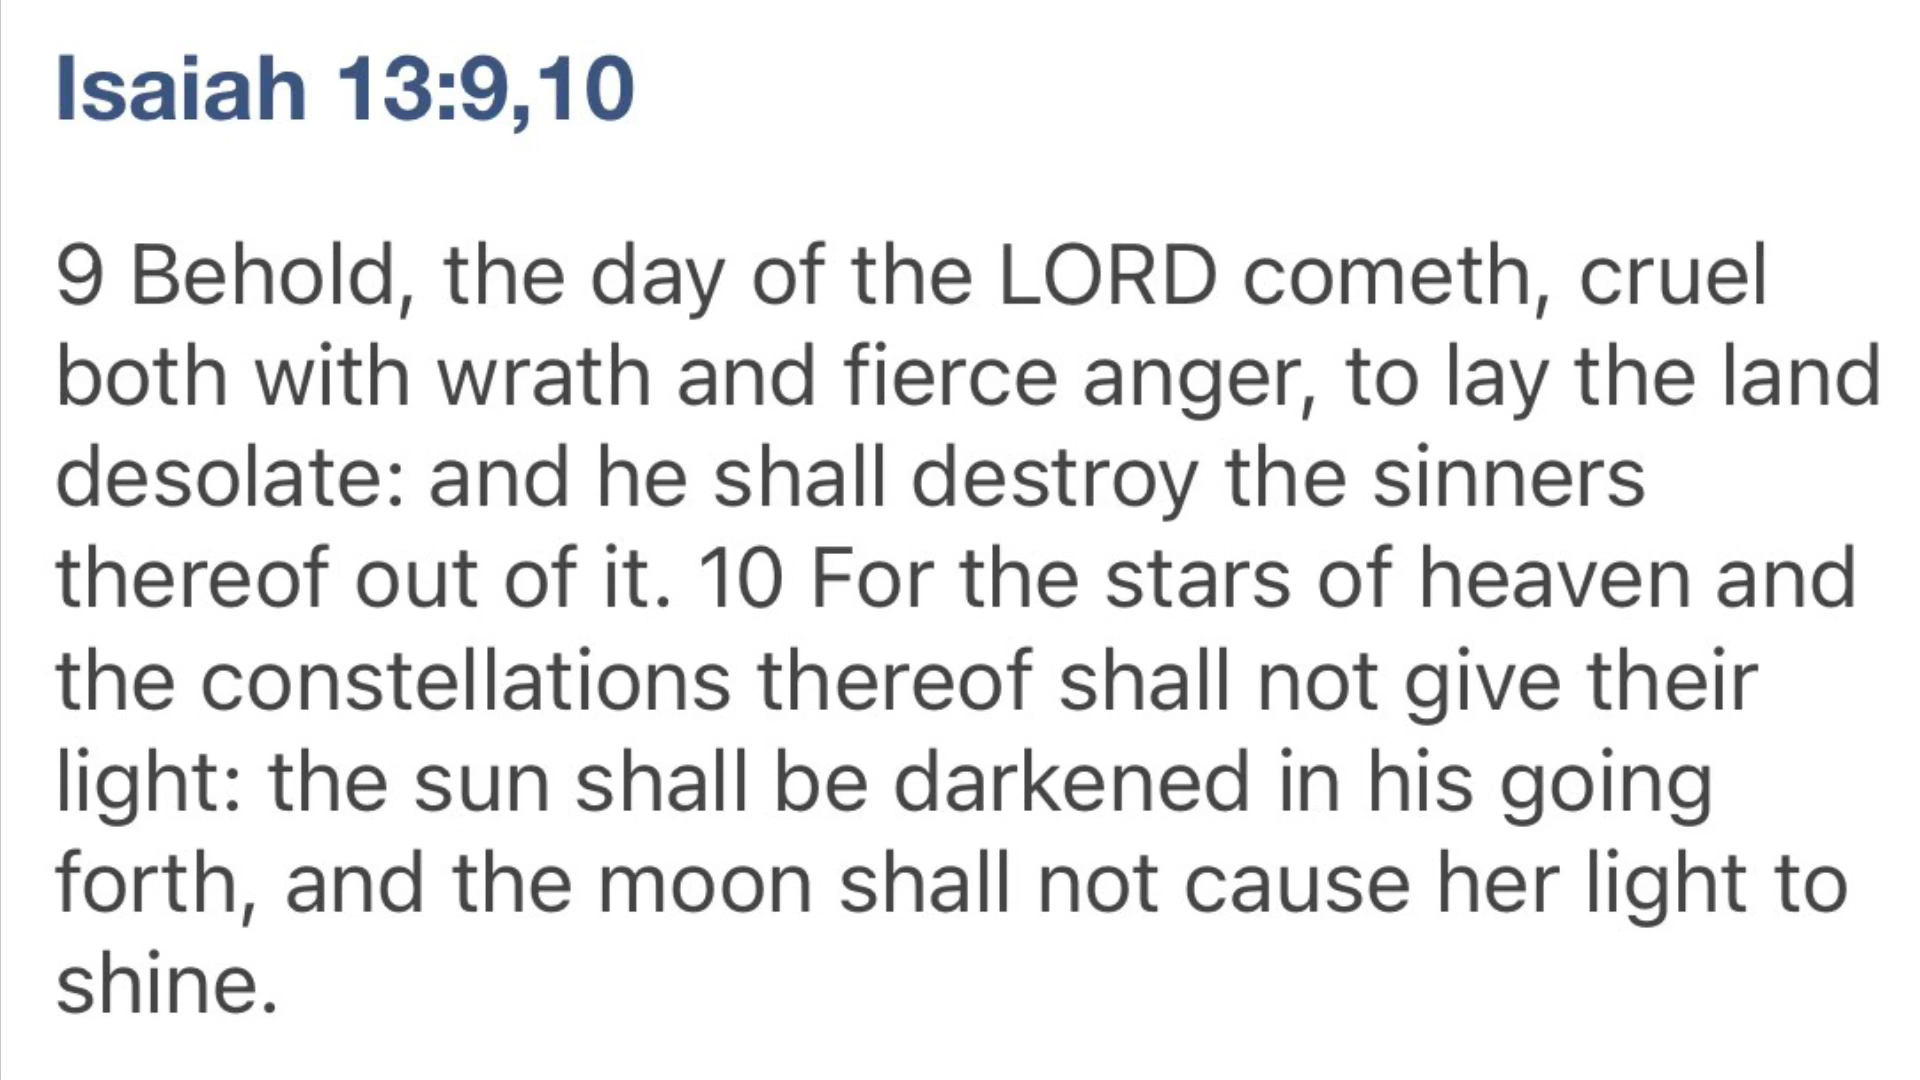 Isaiah 13:9,10
9 Behold, the day of the LORD cometh, cruel
both with wrath and fierce anger, to lay the land
desolate: and he shall destroy the sinners
thereof out of it. 10 For the stars of heaven and
the constellations thereof shall not give their
light: the sun shall be darkened in his going
forth, and the moon shall not cause her light to
shine.